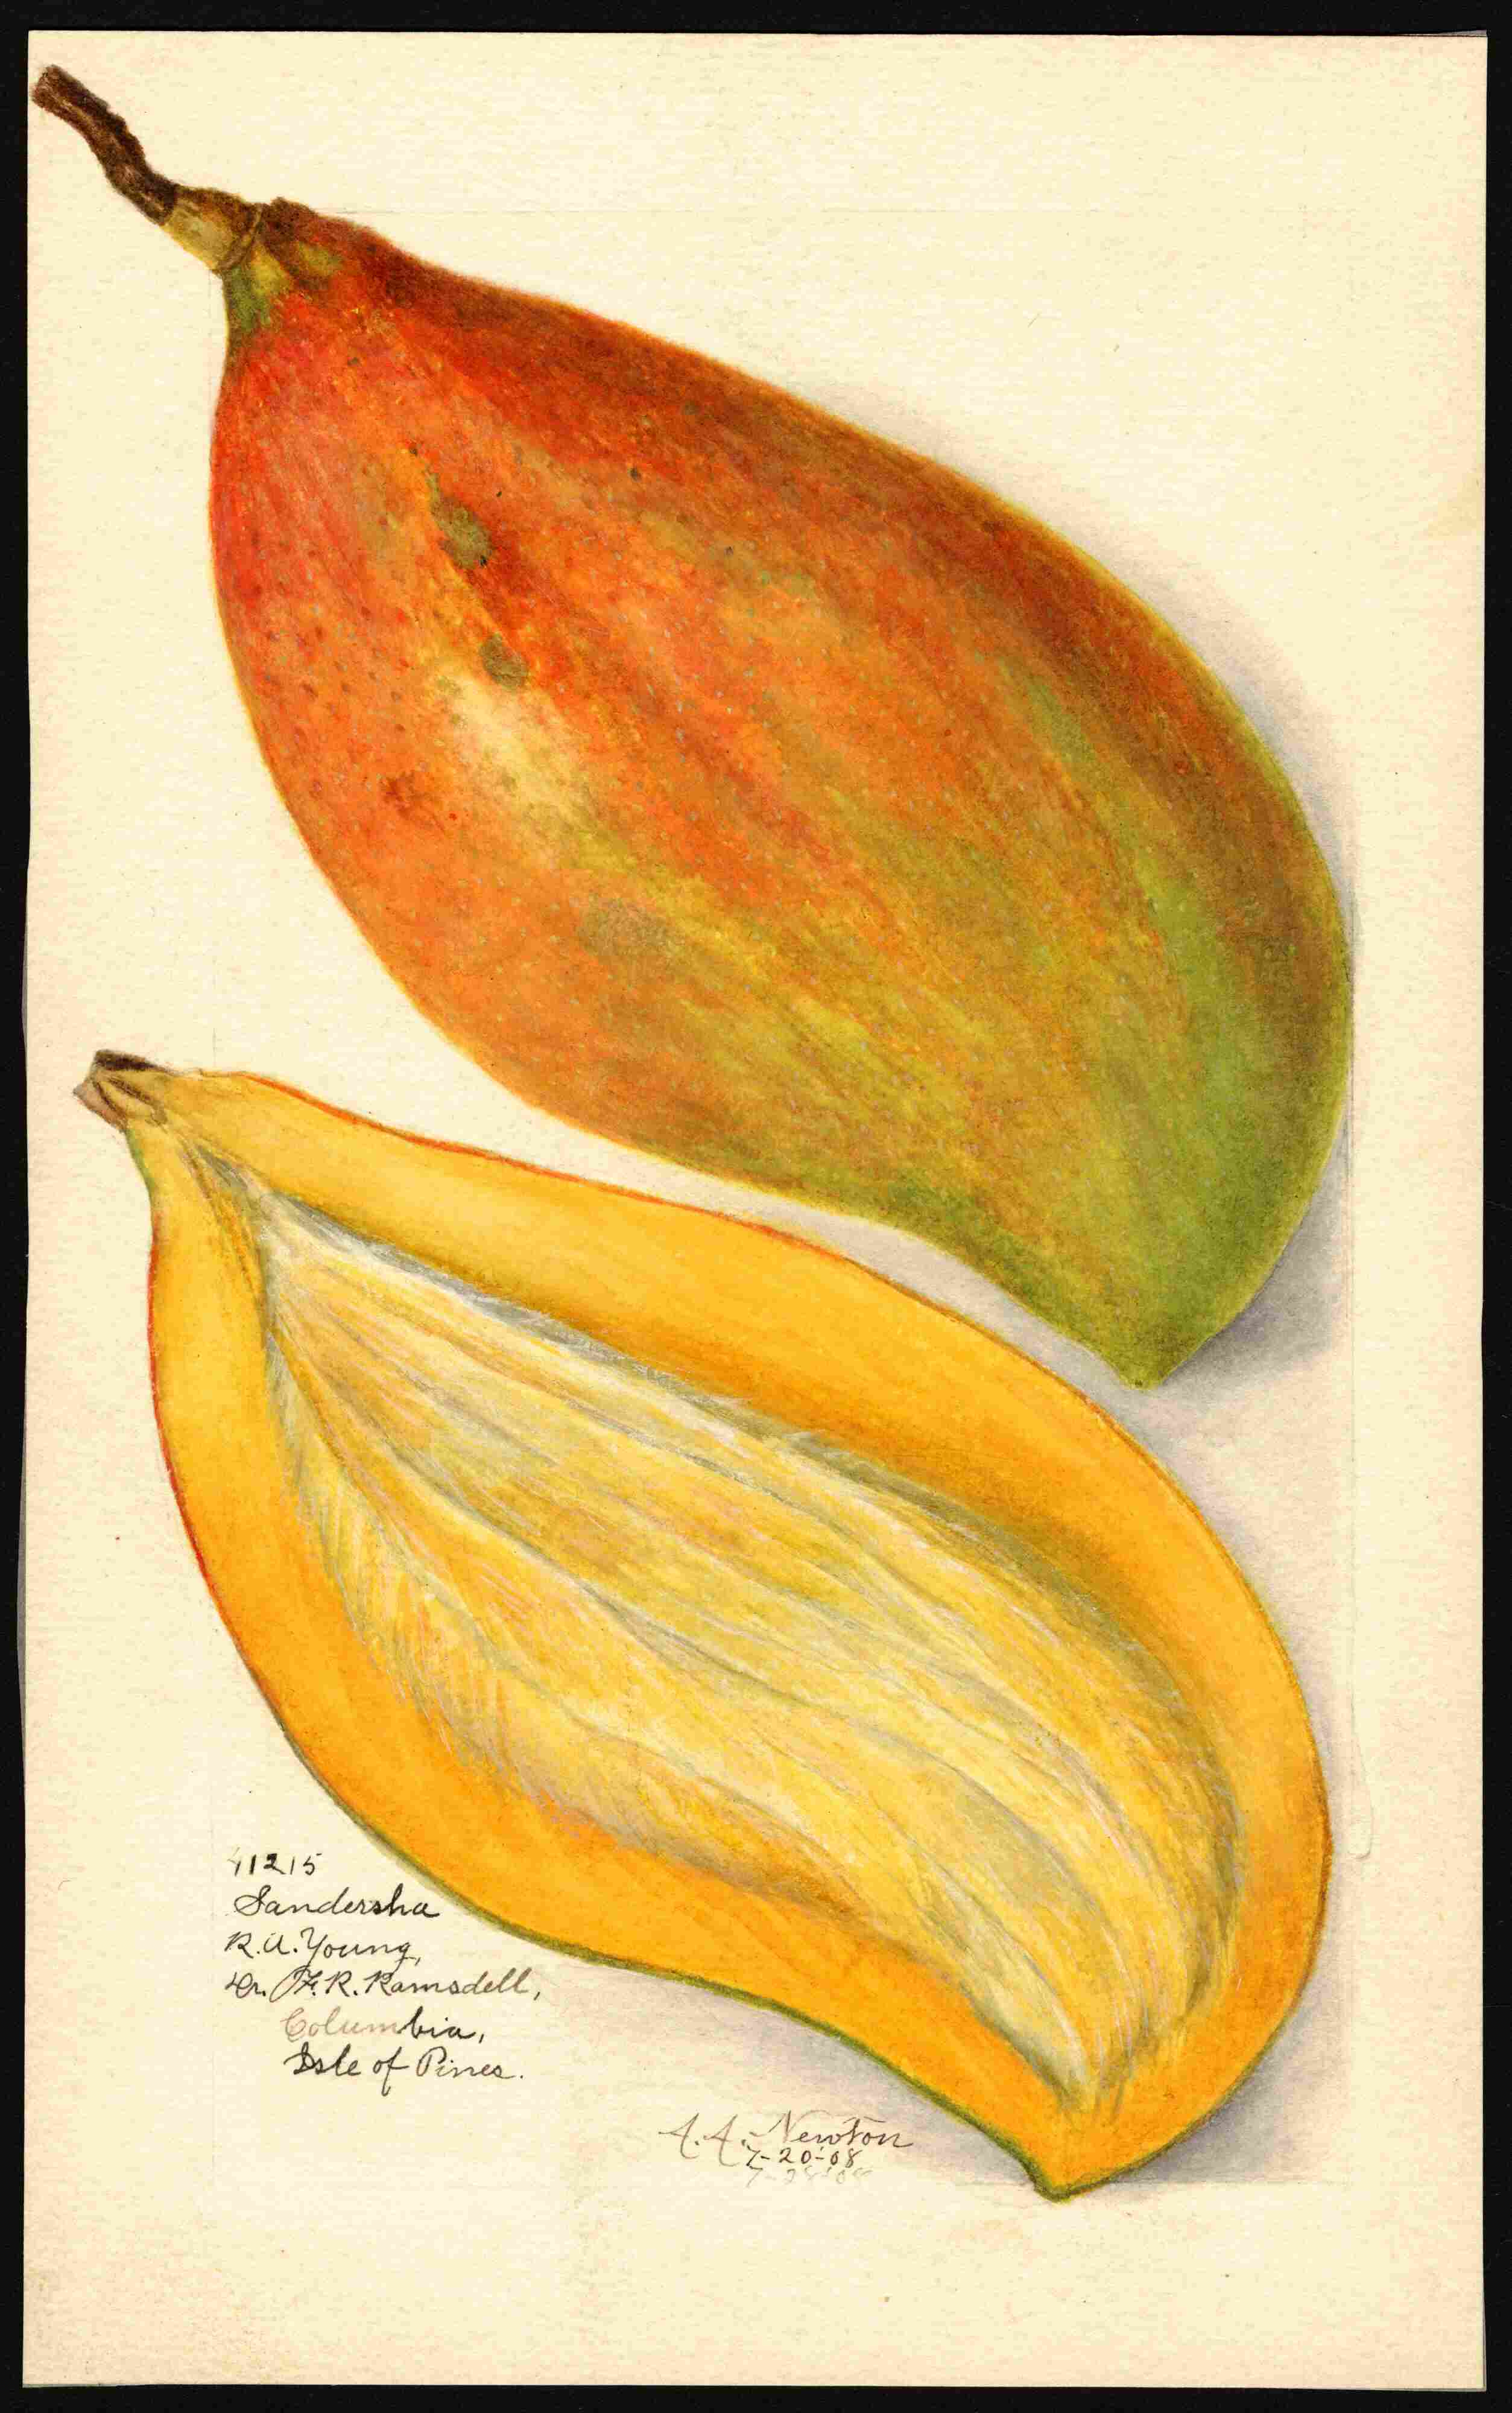 41215
Sandersha
R.A. Young,
Dr. F. R. Ramsdell,
Columbia,
Isle of Pines.
A. A. Newton
7-20-'08